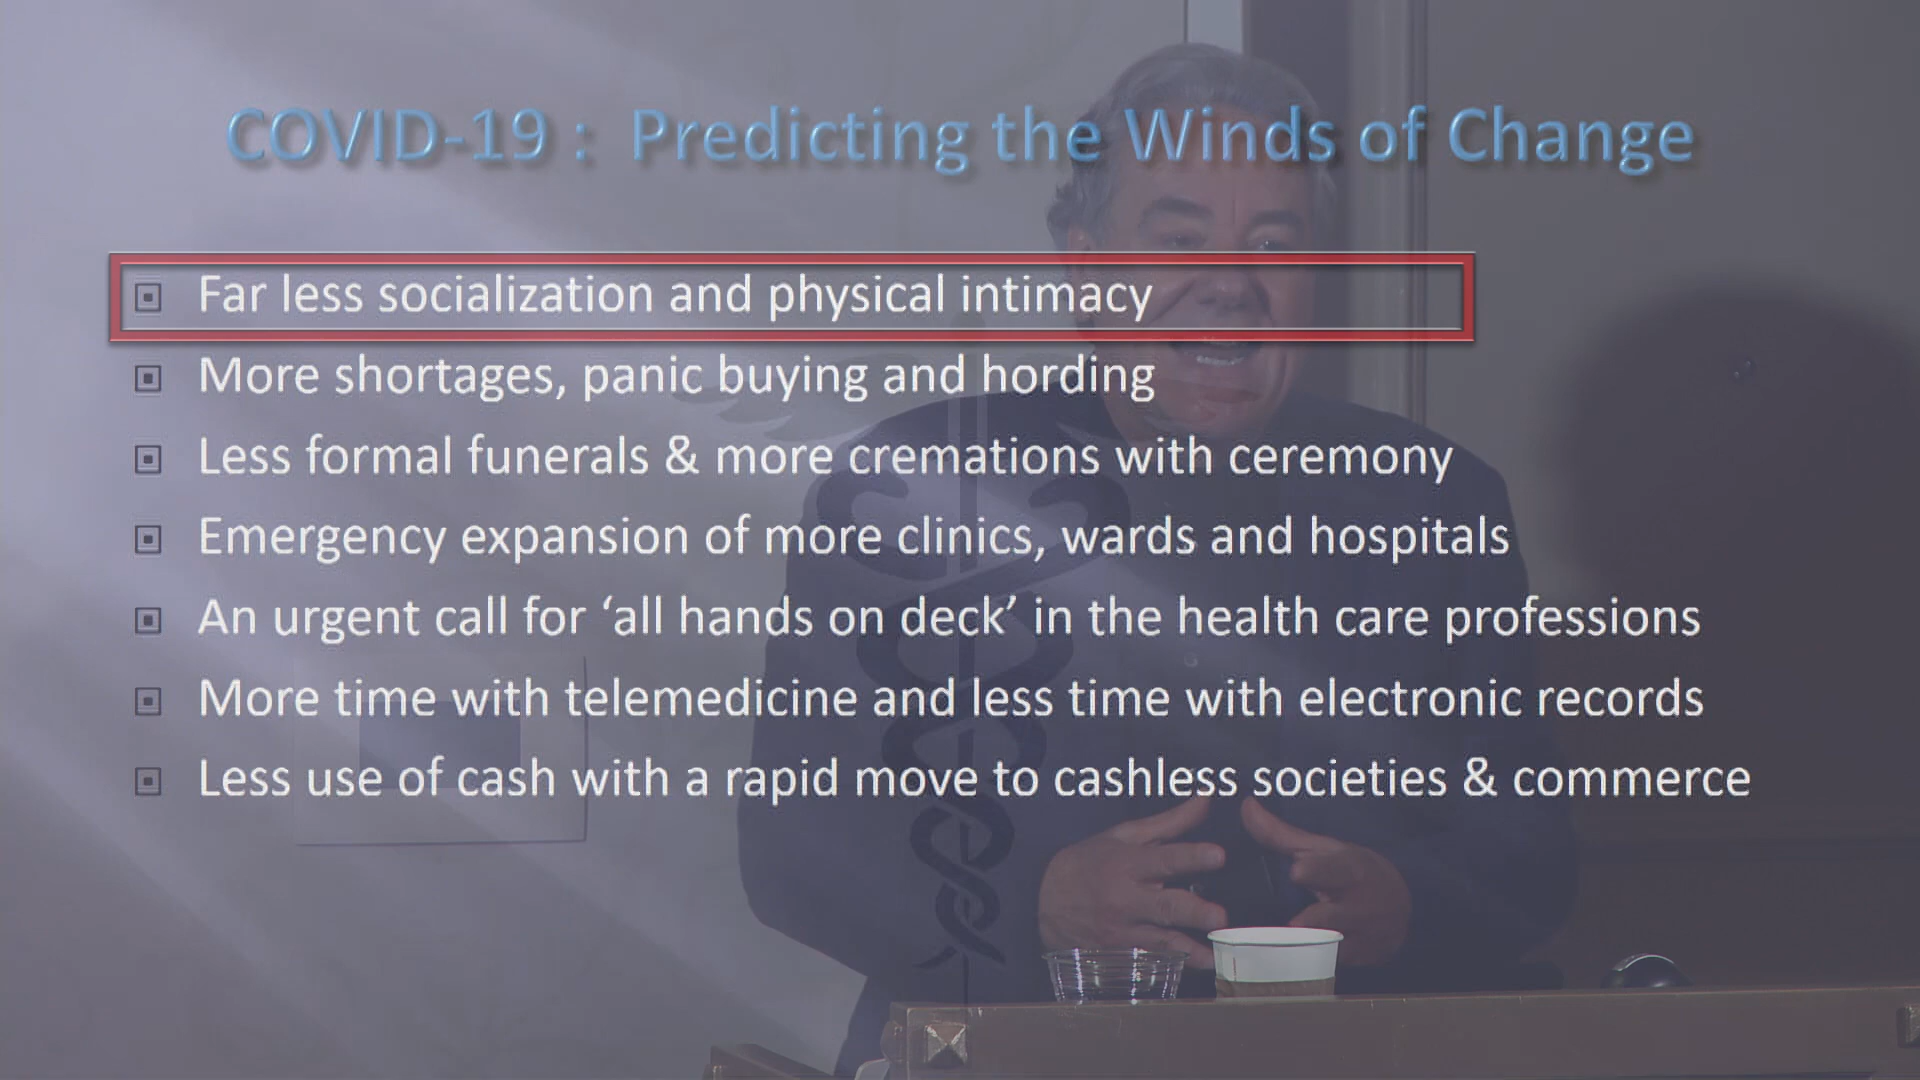 COVID-19 : Predicting the Winds of Change
Far less socialization and physical intimacy
More shortages, panic buying and hording
Less formal funerals & more cremations with ceremony
Emergency expansion of more clinics, wards and hospitals
An urgent call for ‘all hands on deck’ in the health care professions
More time with telemedicine and less time with electronic records
Less use of cash with a rapid move to cashless societies & commerce